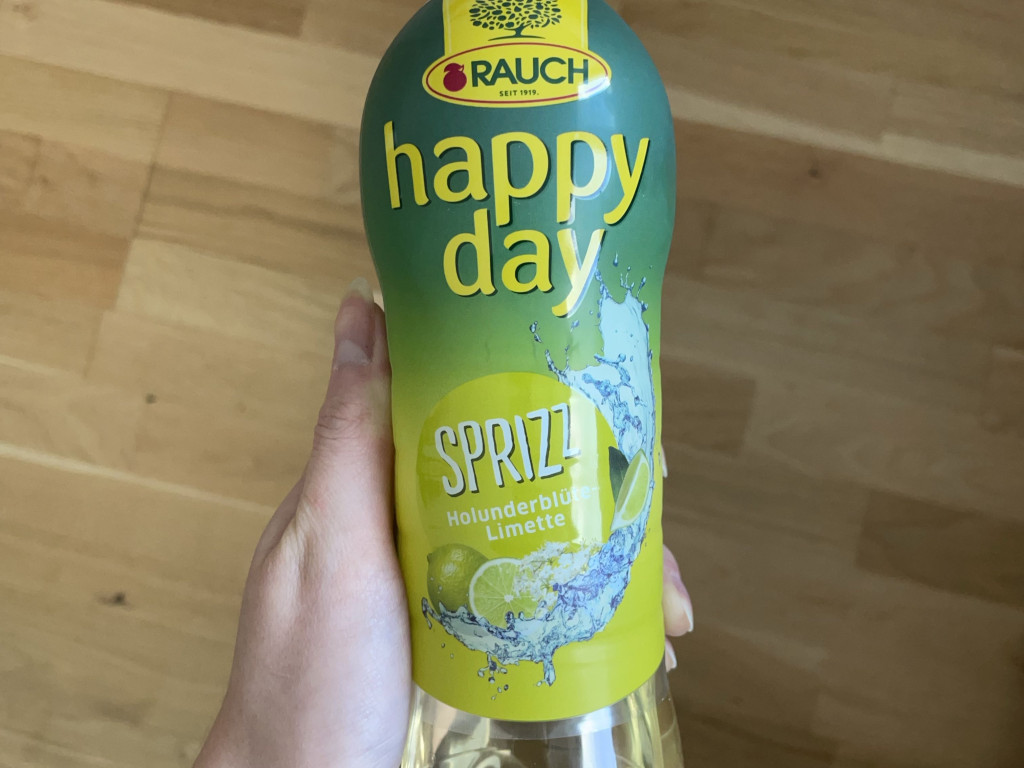 RAUCH
SEIT 1919.
happy
day
SPRIZZ
Holunderblüte-
Limette